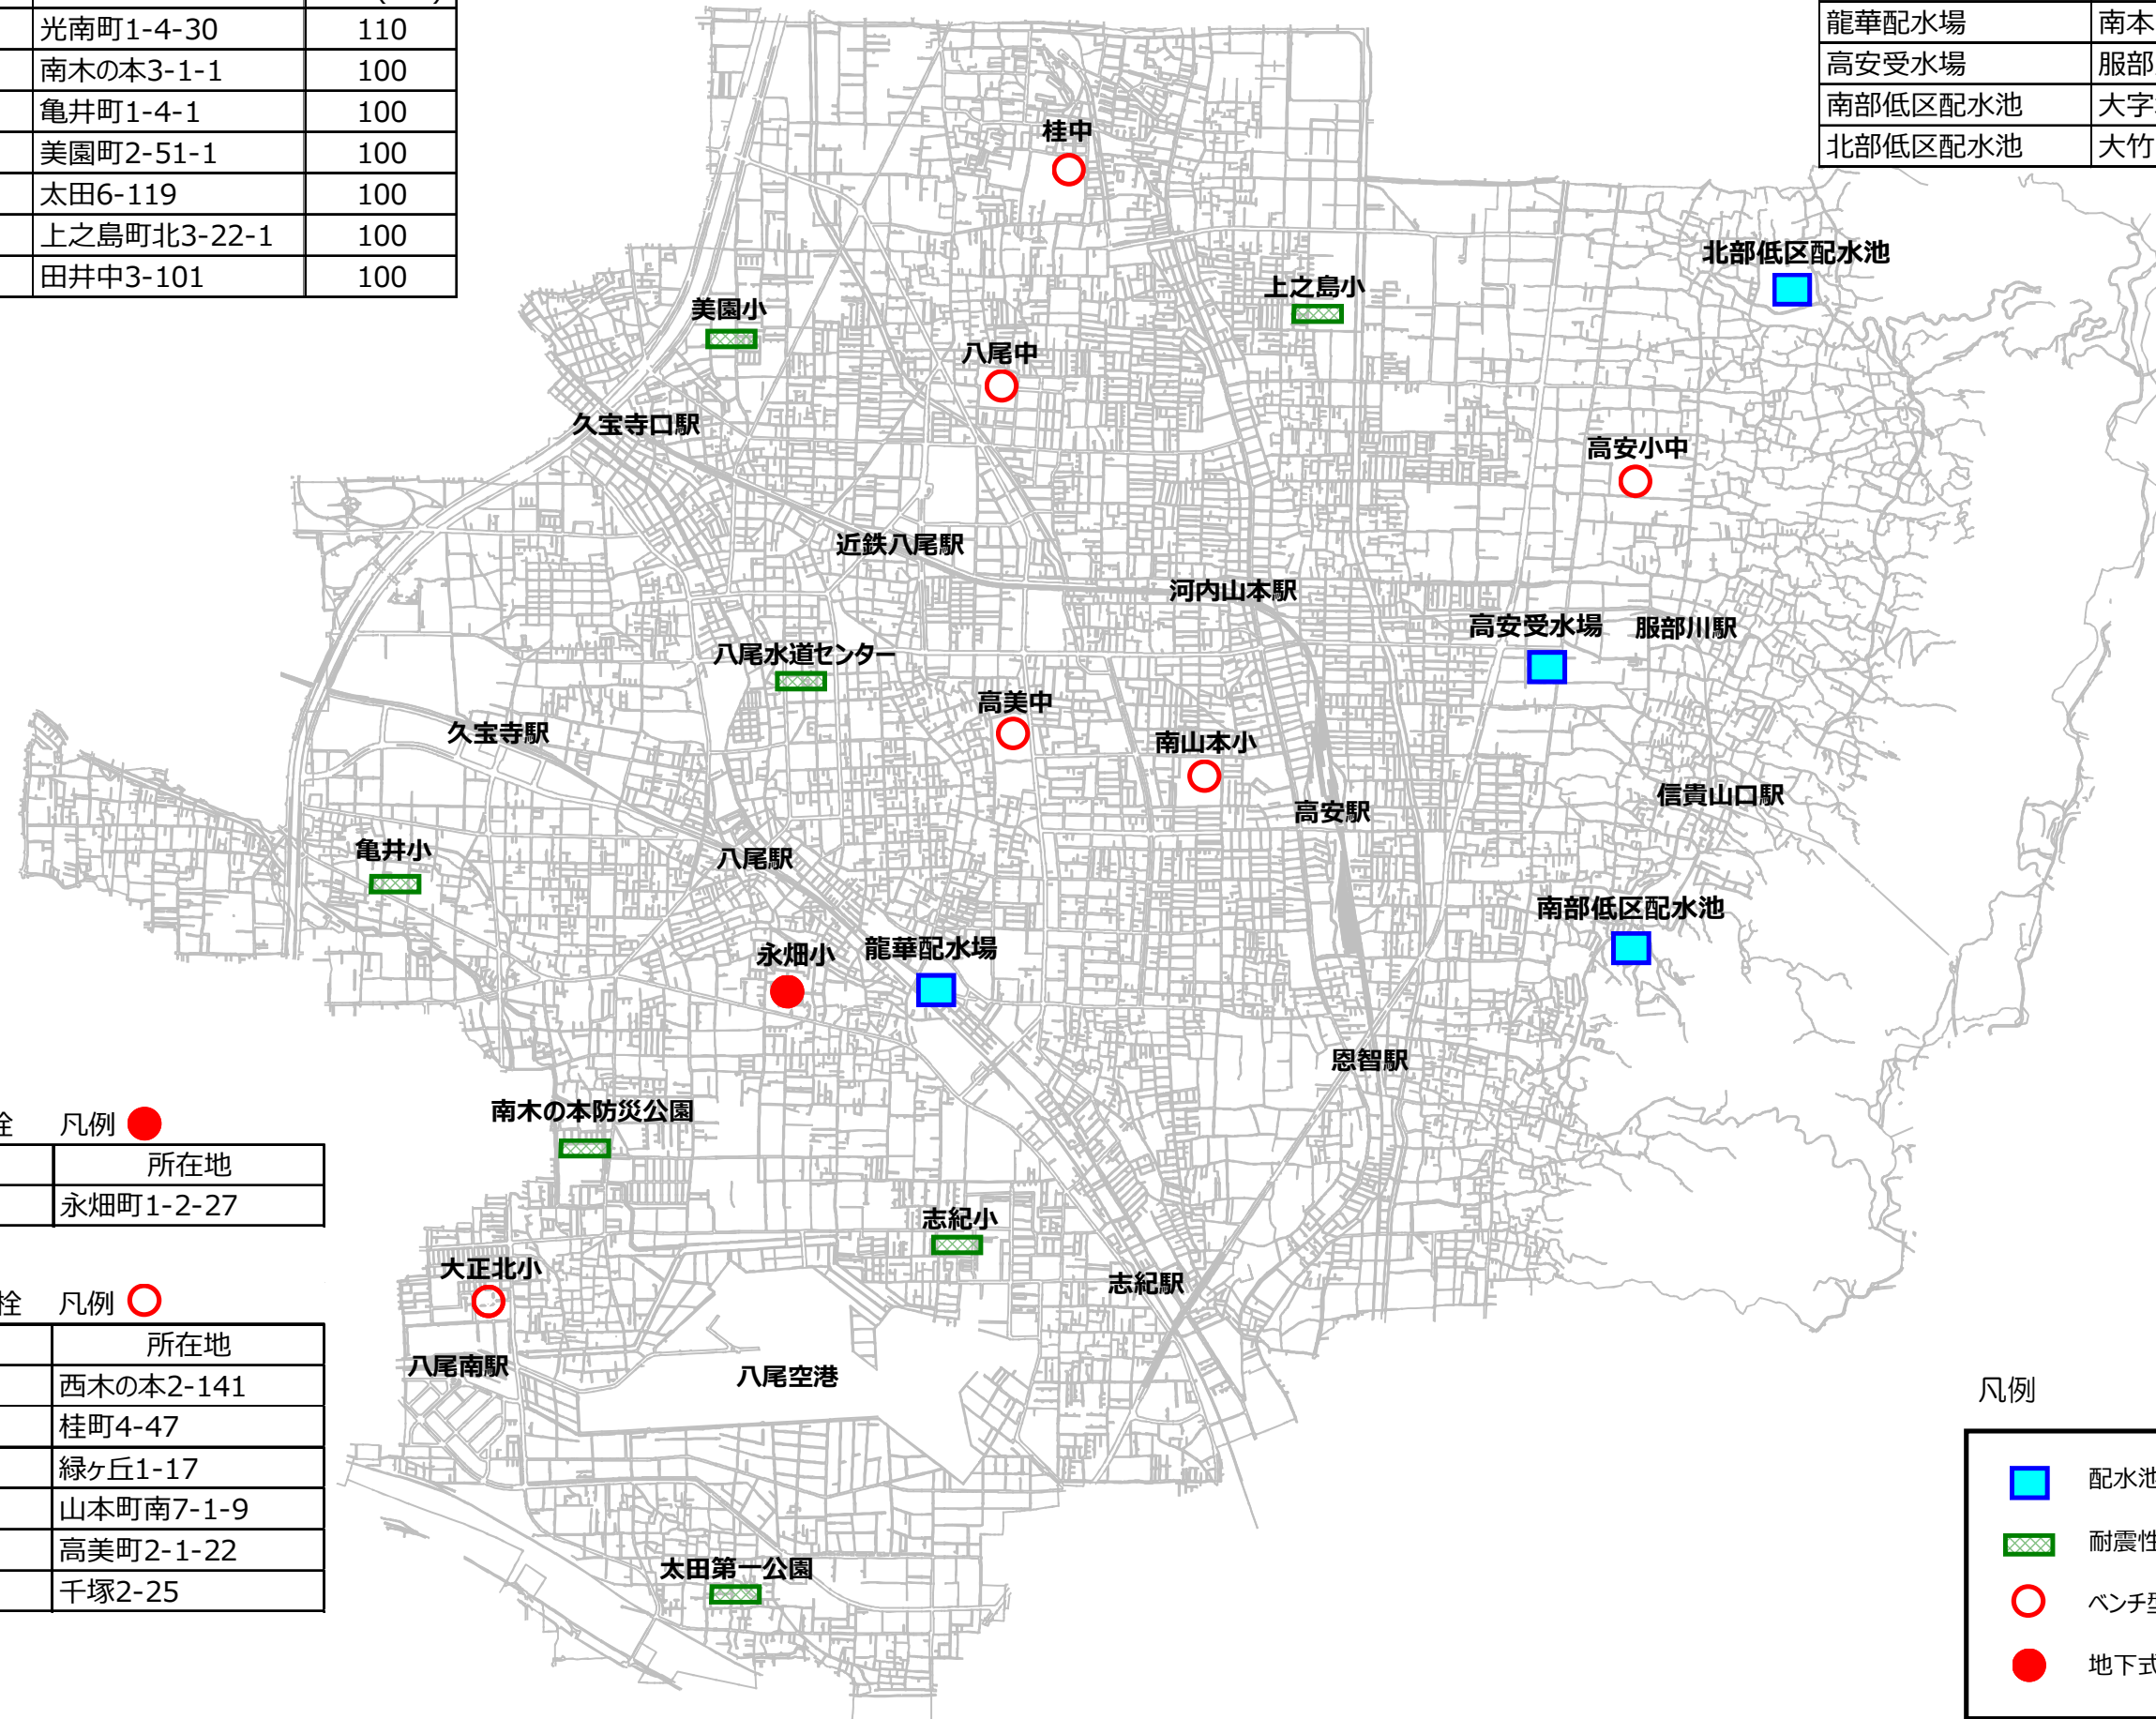 光南町1-4-30 110
南木の本3-1-1 100
亀井町1-4-1 100
美園町2-51-1 100
太田6-119 100
上之島町北3-22-1 100
田井中3-101 100
龍華配水場 南本
高安受水場 服部
南部低区配水池 大字
北部低区配水池 大竹
桂中
北部低区配水池
上之島小
美園小
八尾中
久宝寺口駅
高安小中
近鉄八尾駅
河内山本駅
高安受水場 服部川駅
八尾水道センター
高美中
久宝寺駅
南山本小
信貴山口駅
高安駅
亀井小
八尾駅
南部低区配水池
永畑小 龍華配水場
恩智駅
南木の本防災公園
栓 凡例
所在地
永畑町1-2-27
志紀小
大正北小
志紀駅
栓 凡例
所在地
西木の本2-141
桂町4-47
緑ヶ丘1-17
山本町南7-1-9
高美町2-1-22
千塚2-25
八尾南駅
八尾空港
太田第一公園
凡例
配水池
耐震性
ベンチ型
地下式